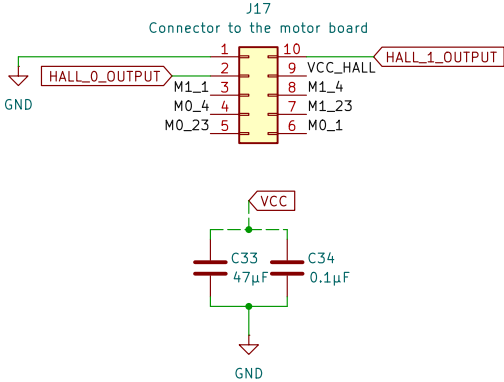 J17
Connector to the motor board
1 10 HALL_1_OUTPUT
HALL_0_OUTPUT 2 9 VCC_HALL
GND
M1_1 3 8 M1_4
M0_4 4 7 M1_23
M0_23 5 6 M0_1
VCC
C33 C34
47µF 0.1µF
GND